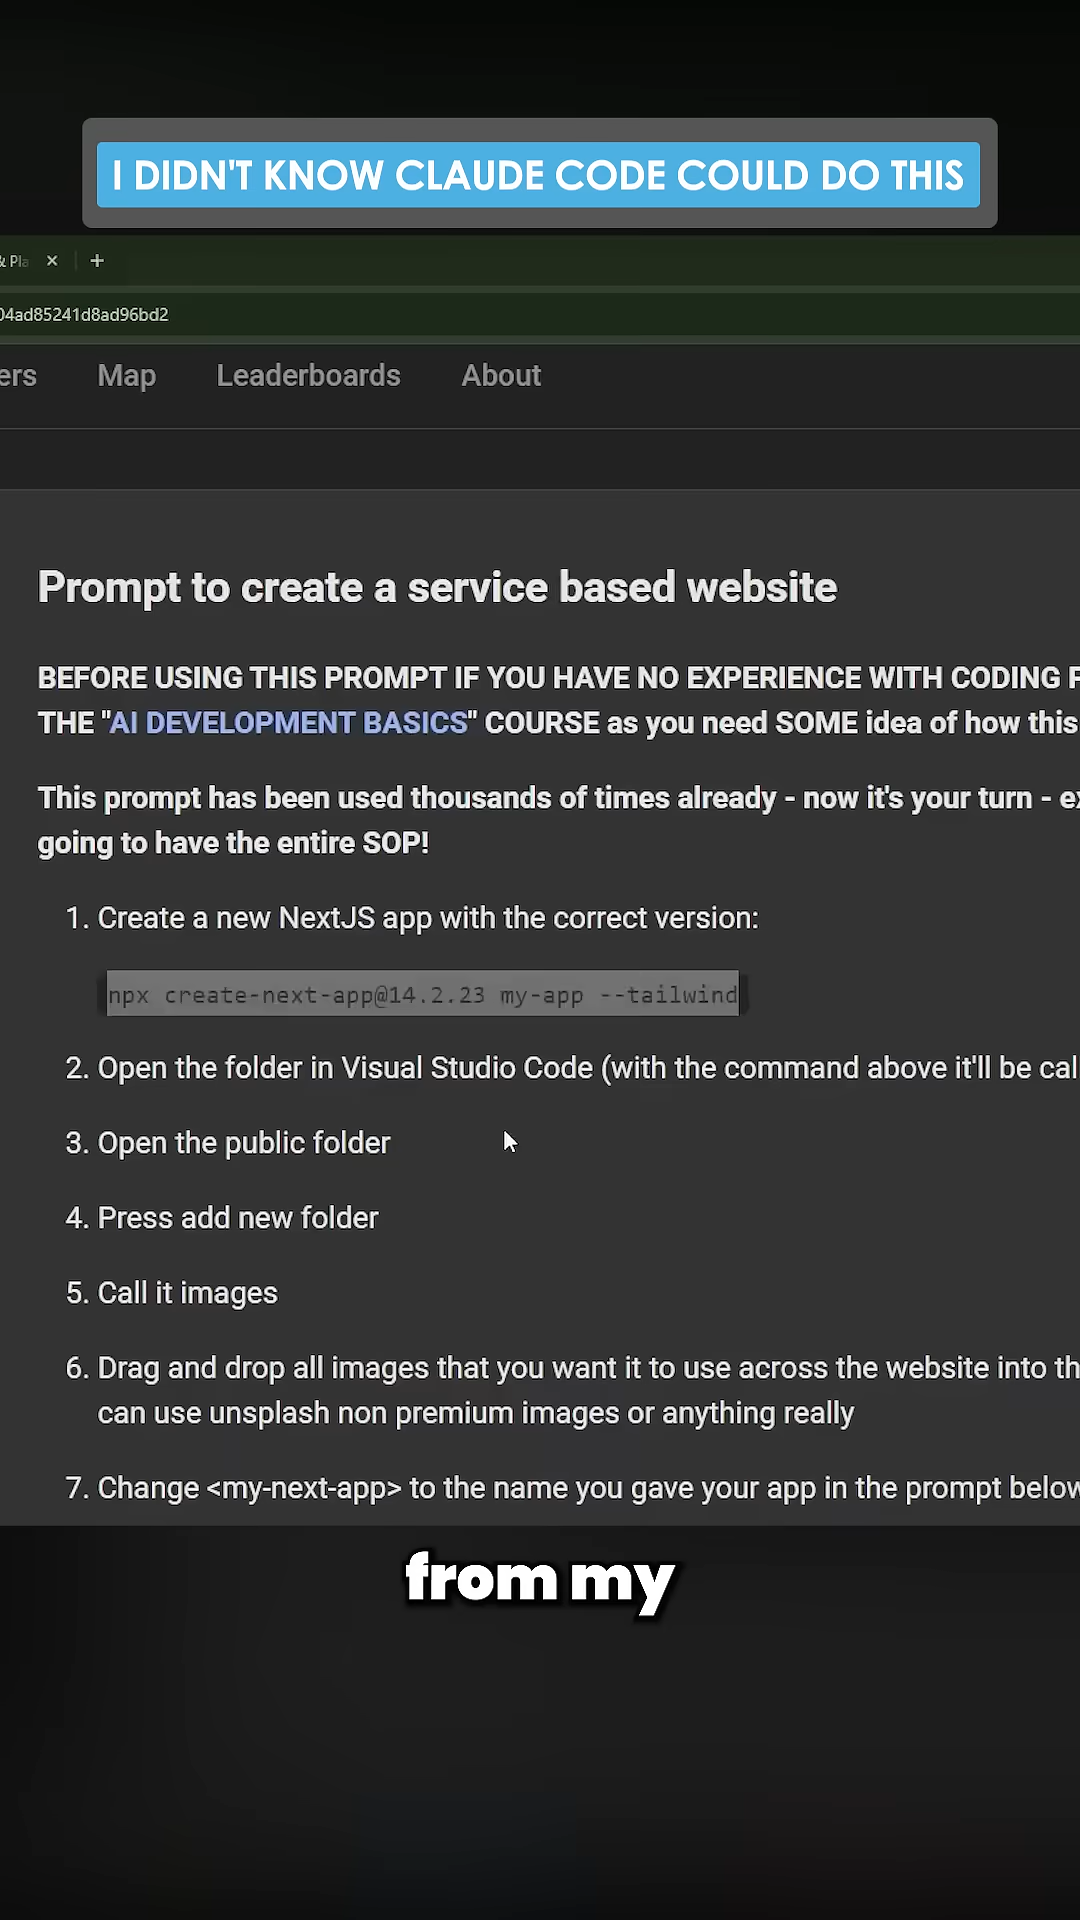 I DIDN'T KNOW CLAUDE CODE COULD DO THIS
& Pla
04ad85241d8ad96bd2
ers Map Leaderboards About
Prompt to create a service based website
BEFORE USING THIS PROMPT IF YOU HAVE NO EXPERIENCE WITH CODING
THE "AI DEVELOPMENT BASICS" COURSE as you need SOME idea of how this
This prompt has been used thousands of times already - now it's your turn - ex
going to have the entire SOP!
1. Create a new NextJS app with the correct version:
npx create-next-app@14.2.23 my-app --tailwind
2. Open the folder in Visual Studio Code (with the command above it'll be cal
3. Open the public folder
4. Press add new folder
5. Call it images
6. Drag and drop all images that you want it to use across the website into th
can use unsplash non premium images or anything really
7. Change <my-next-app> to the name you gave your app in the prompt below
from my